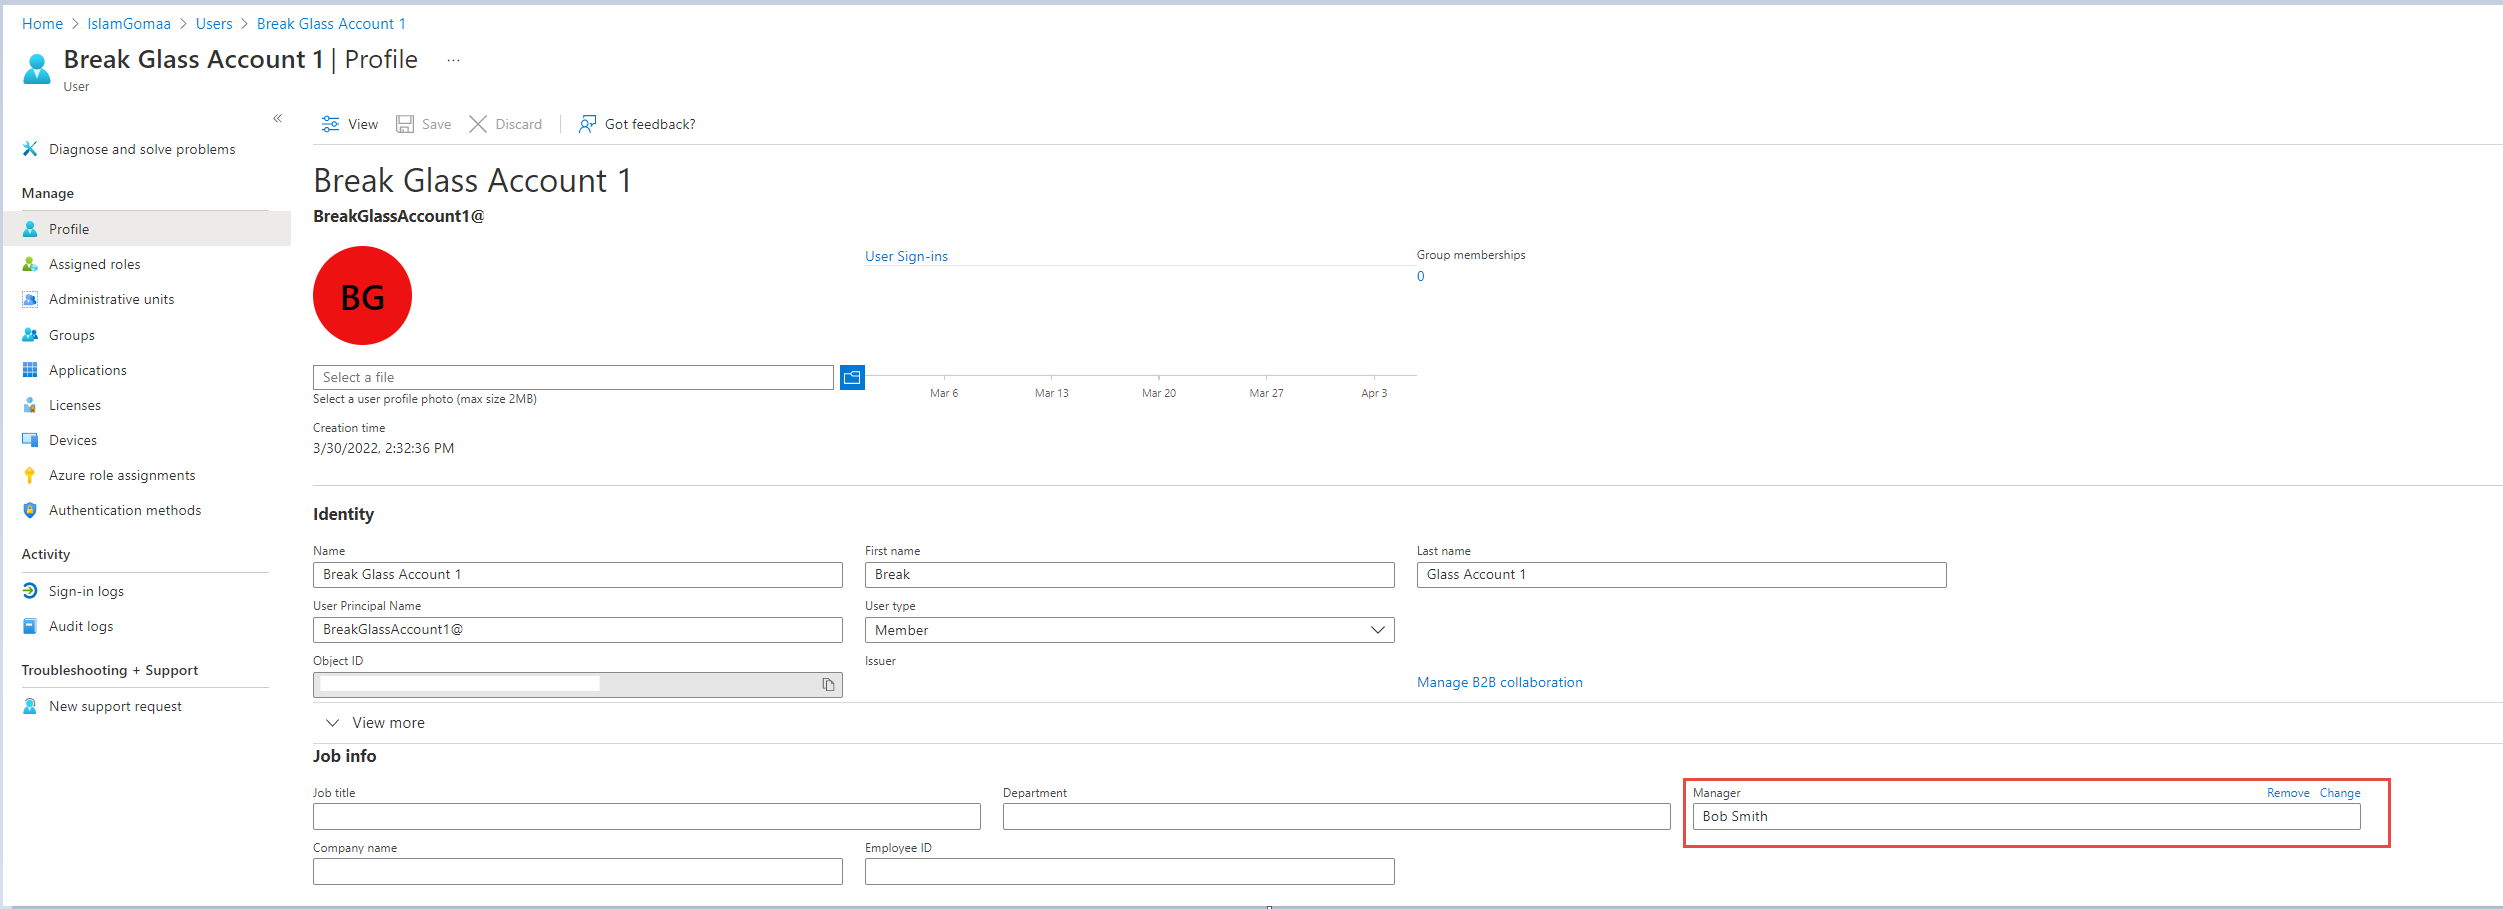 Home > IslamGomaa > Users > Break Glass Account 1
Break Glass Account 1 | Profile ...
User
«
View Save Discard Got feedback?
Diagnose and solve problems
Manage
Profile
Assigned roles
Administrative units
Groups
Applications
Licenses
Devices
Azure role assignments
Authentication methods
Activity
Sign-in logs
Audit logs
Troubleshooting + Support
New support request
Break Glass Account 1
BreakGlassAccount1@
BG
User Sign-ins
Group memberships
0
Select a file
Select a user profile photo (max size 2MB)
Mar 6 Mar 13 Mar 20 Mar 27 Apr 3
Creation time
3/30/2022, 2:32:36 PM
Identity
Name First name Last name
Break Glass Account 1 Break Glass Account 1
User Principal Name User type
BreakGlassAccount1@ Member
Object ID Issuer
Manage B2B collaboration
View more
Job info
Job title Department Manager Remove Change
Bob Smith
Company name Employee ID